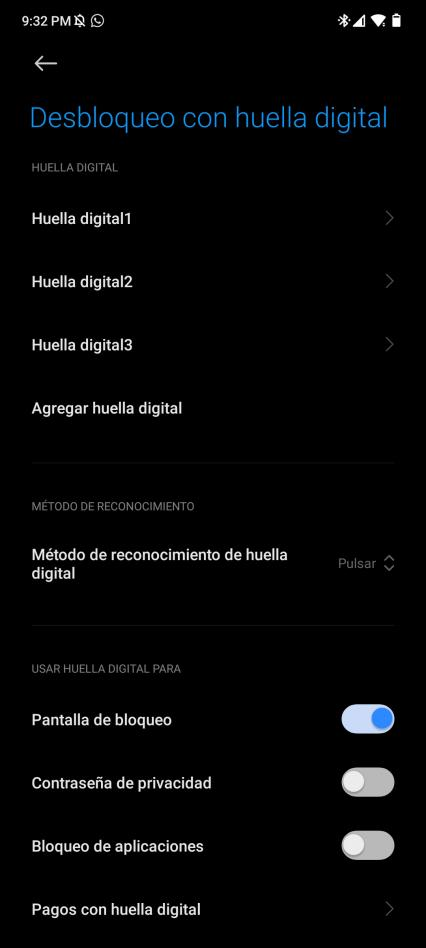 9:32 PM
Desbloqueo con huella digital
HUELLA DIGITAL
Huella digital1
Huella digital2
Huella digital3
Agregar huella digital
MÉTODO DE RECONOCIMIENTO
Método de reconocimiento de huella
digital
Pulsar
USAR HUELLA DIGITAL PARA
Pantalla de bloqueo
Contraseña de privacidad
Bloqueo de aplicaciones
Pagos con huella digital